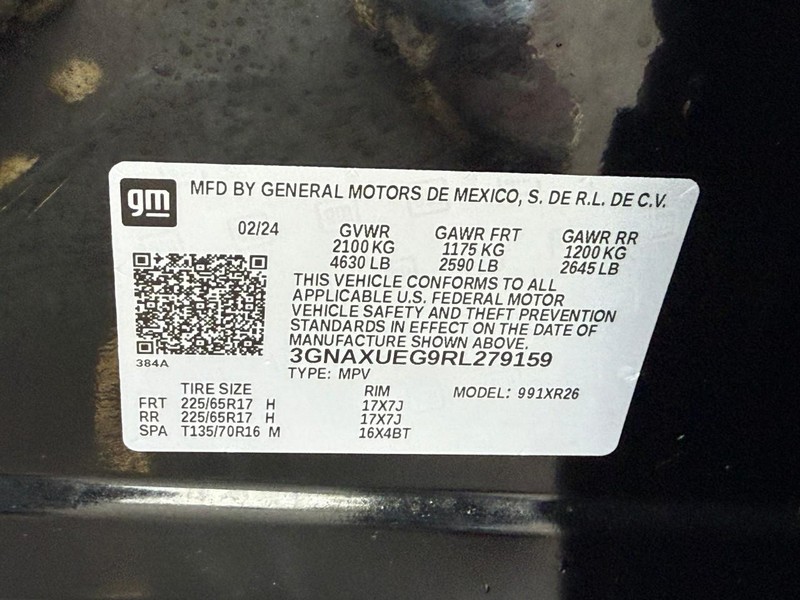 gm MFD BY GENERAL MOTORS DE MEXICO, S. DE R.L. DE C.V.
02/24 GVWR GAWR FRT GAWR RR
2100 KG 1175 KG 1200 KG
4630 LB 2590 LB 2645 LB
THIS VEHICLE CONFORMS TO ALL
APPLICABLE U.S. FEDERAL MOTOR
VEHICLE SAFETY AND THEFT PREVENTION
STANDARDS IN EFFECT ON THE DATE OF
MANUFACTURE SHOWN ABOVE.
3GNAXUEG9RL279159
384A
TYPE: MPV
TIRE SIZE RIM MODEL: 991XR26
FRT 225/65R17 H 17X7J
RR 225/65R17 H 17X7J
SPA T135/70R16 M 16X4BT